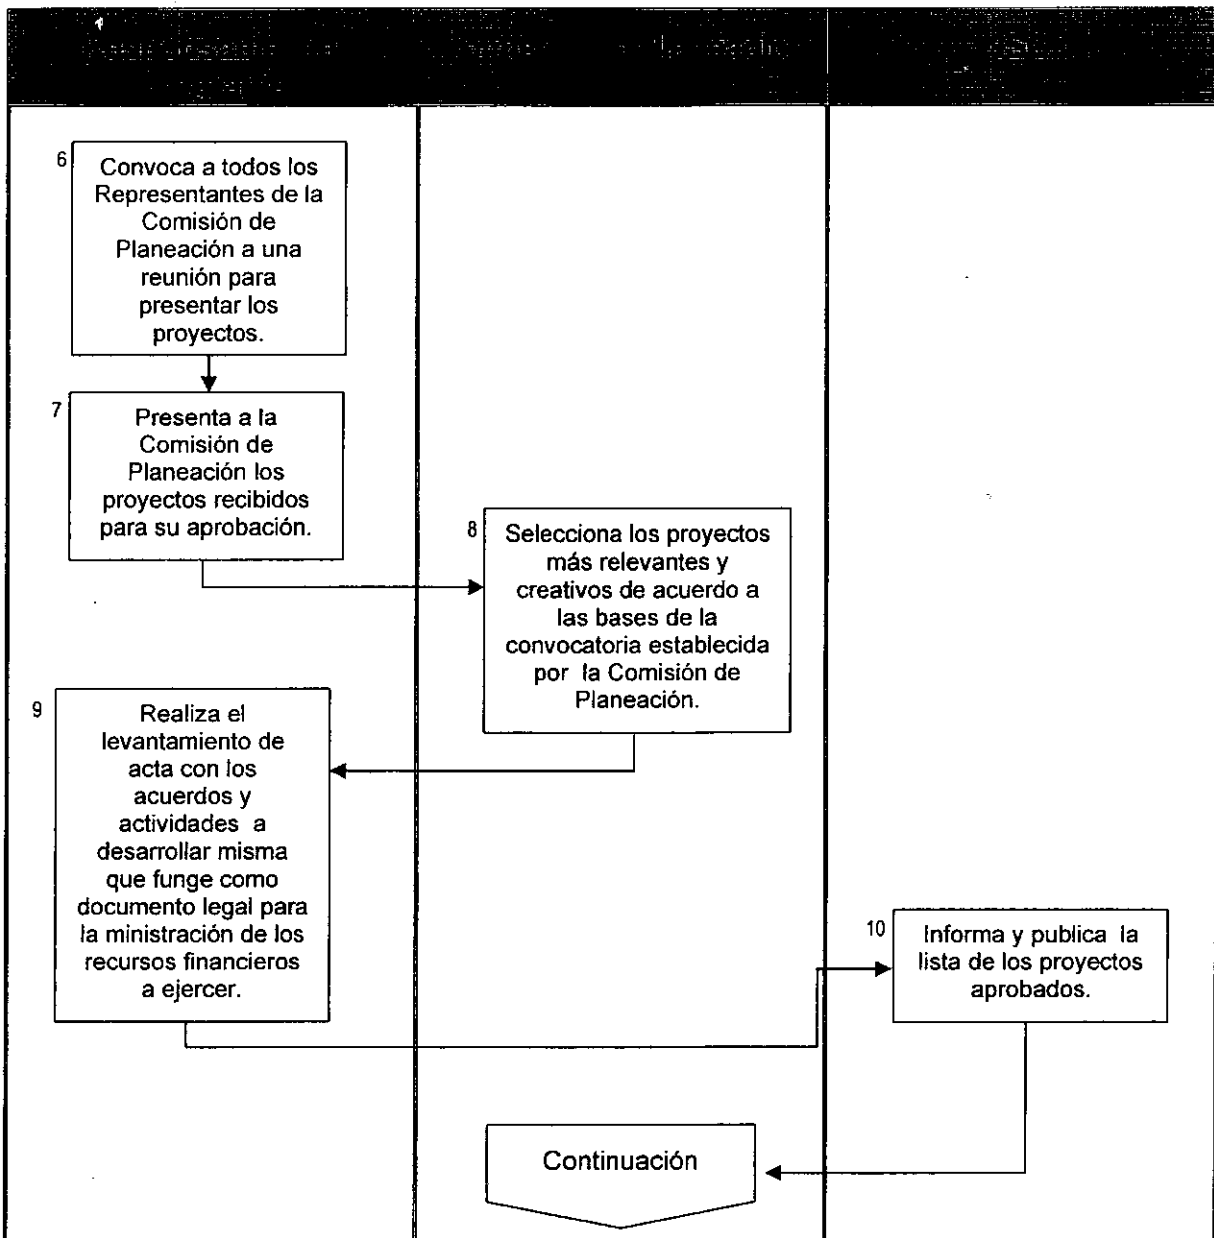 6
Convoca a todos los
Representantes de la
Comisión de
Planeación a una
reunión para
presentar los
proyectos.
7
Presenta a la
Comisión de
Planeación los
proyectos recibidos
para su aprobación.
8
Selecciona los proyectos
más relevantes y
creativos de acuerdo a
las bases de la
convocatoria establecida
por la Comisión de
Planeación.
9
Realiza el
levantamiento de
acta con los
acuerdos y
actividades a
desarrollar misma
que funge como
documento legal para
la ministración de los
recursos financieros
a ejercer.
10
Informa y publica la
lista de los proyectos
aprobados.
Continuación